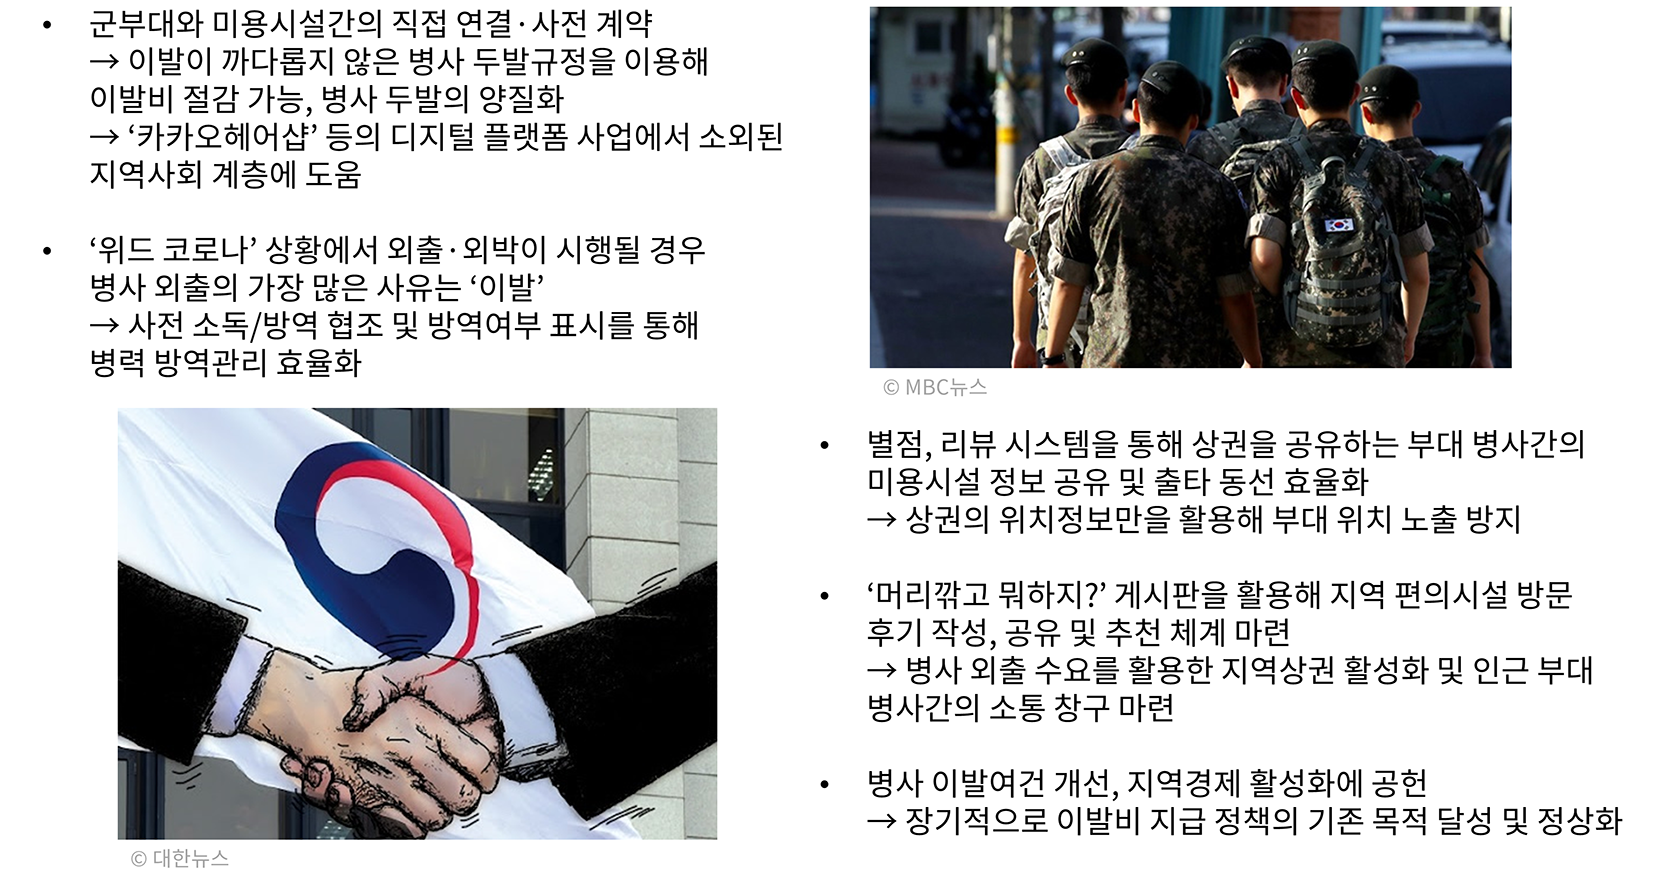 • 군부대와 미용시설간의 직접 연결·사전 계약
→ 이발이 까다롭지 않은 병사 두발규정을 이용해
이발비 절감 가능, 병사 두발의 양질화
→ ‘카카오헤어샵’ 등의 디지털 플랫폼 사업에서 소외된
지역사회 계층에 도움
• ‘위드 코로나’ 상황에서 외출·외박이 시행될 경우
병사 외출의 가장 많은 사유는 ‘이발’
→ 사전 소독/방역 협조 및 방역여부 표시를 통해
병력 방역관리 효율화
© 대한뉴스
© MBC뉴스
• 별점, 리뷰 시스템을 통해 상권을 공유하는 부대 병사간의
미용시설 정보 공유 및 출타 동선 효율화
→ 상권의 위치정보만을 활용해 부대 위치 노출 방지
• ‘머리깎고 뭐하지?’ 게시판을 활용해 지역 편의시설 방문
후기 작성, 공유 및 추천 체계 마련
→ 병사 외출 수요를 활용한 지역상권 활성화 및 인근 부대
병사간의 소통 창구 마련
• 병사 이발여건 개선, 지역경제 활성화에 공헌
→ 장기적으로 이발비 지급 정책의 기존 목적 달성 및 정상화